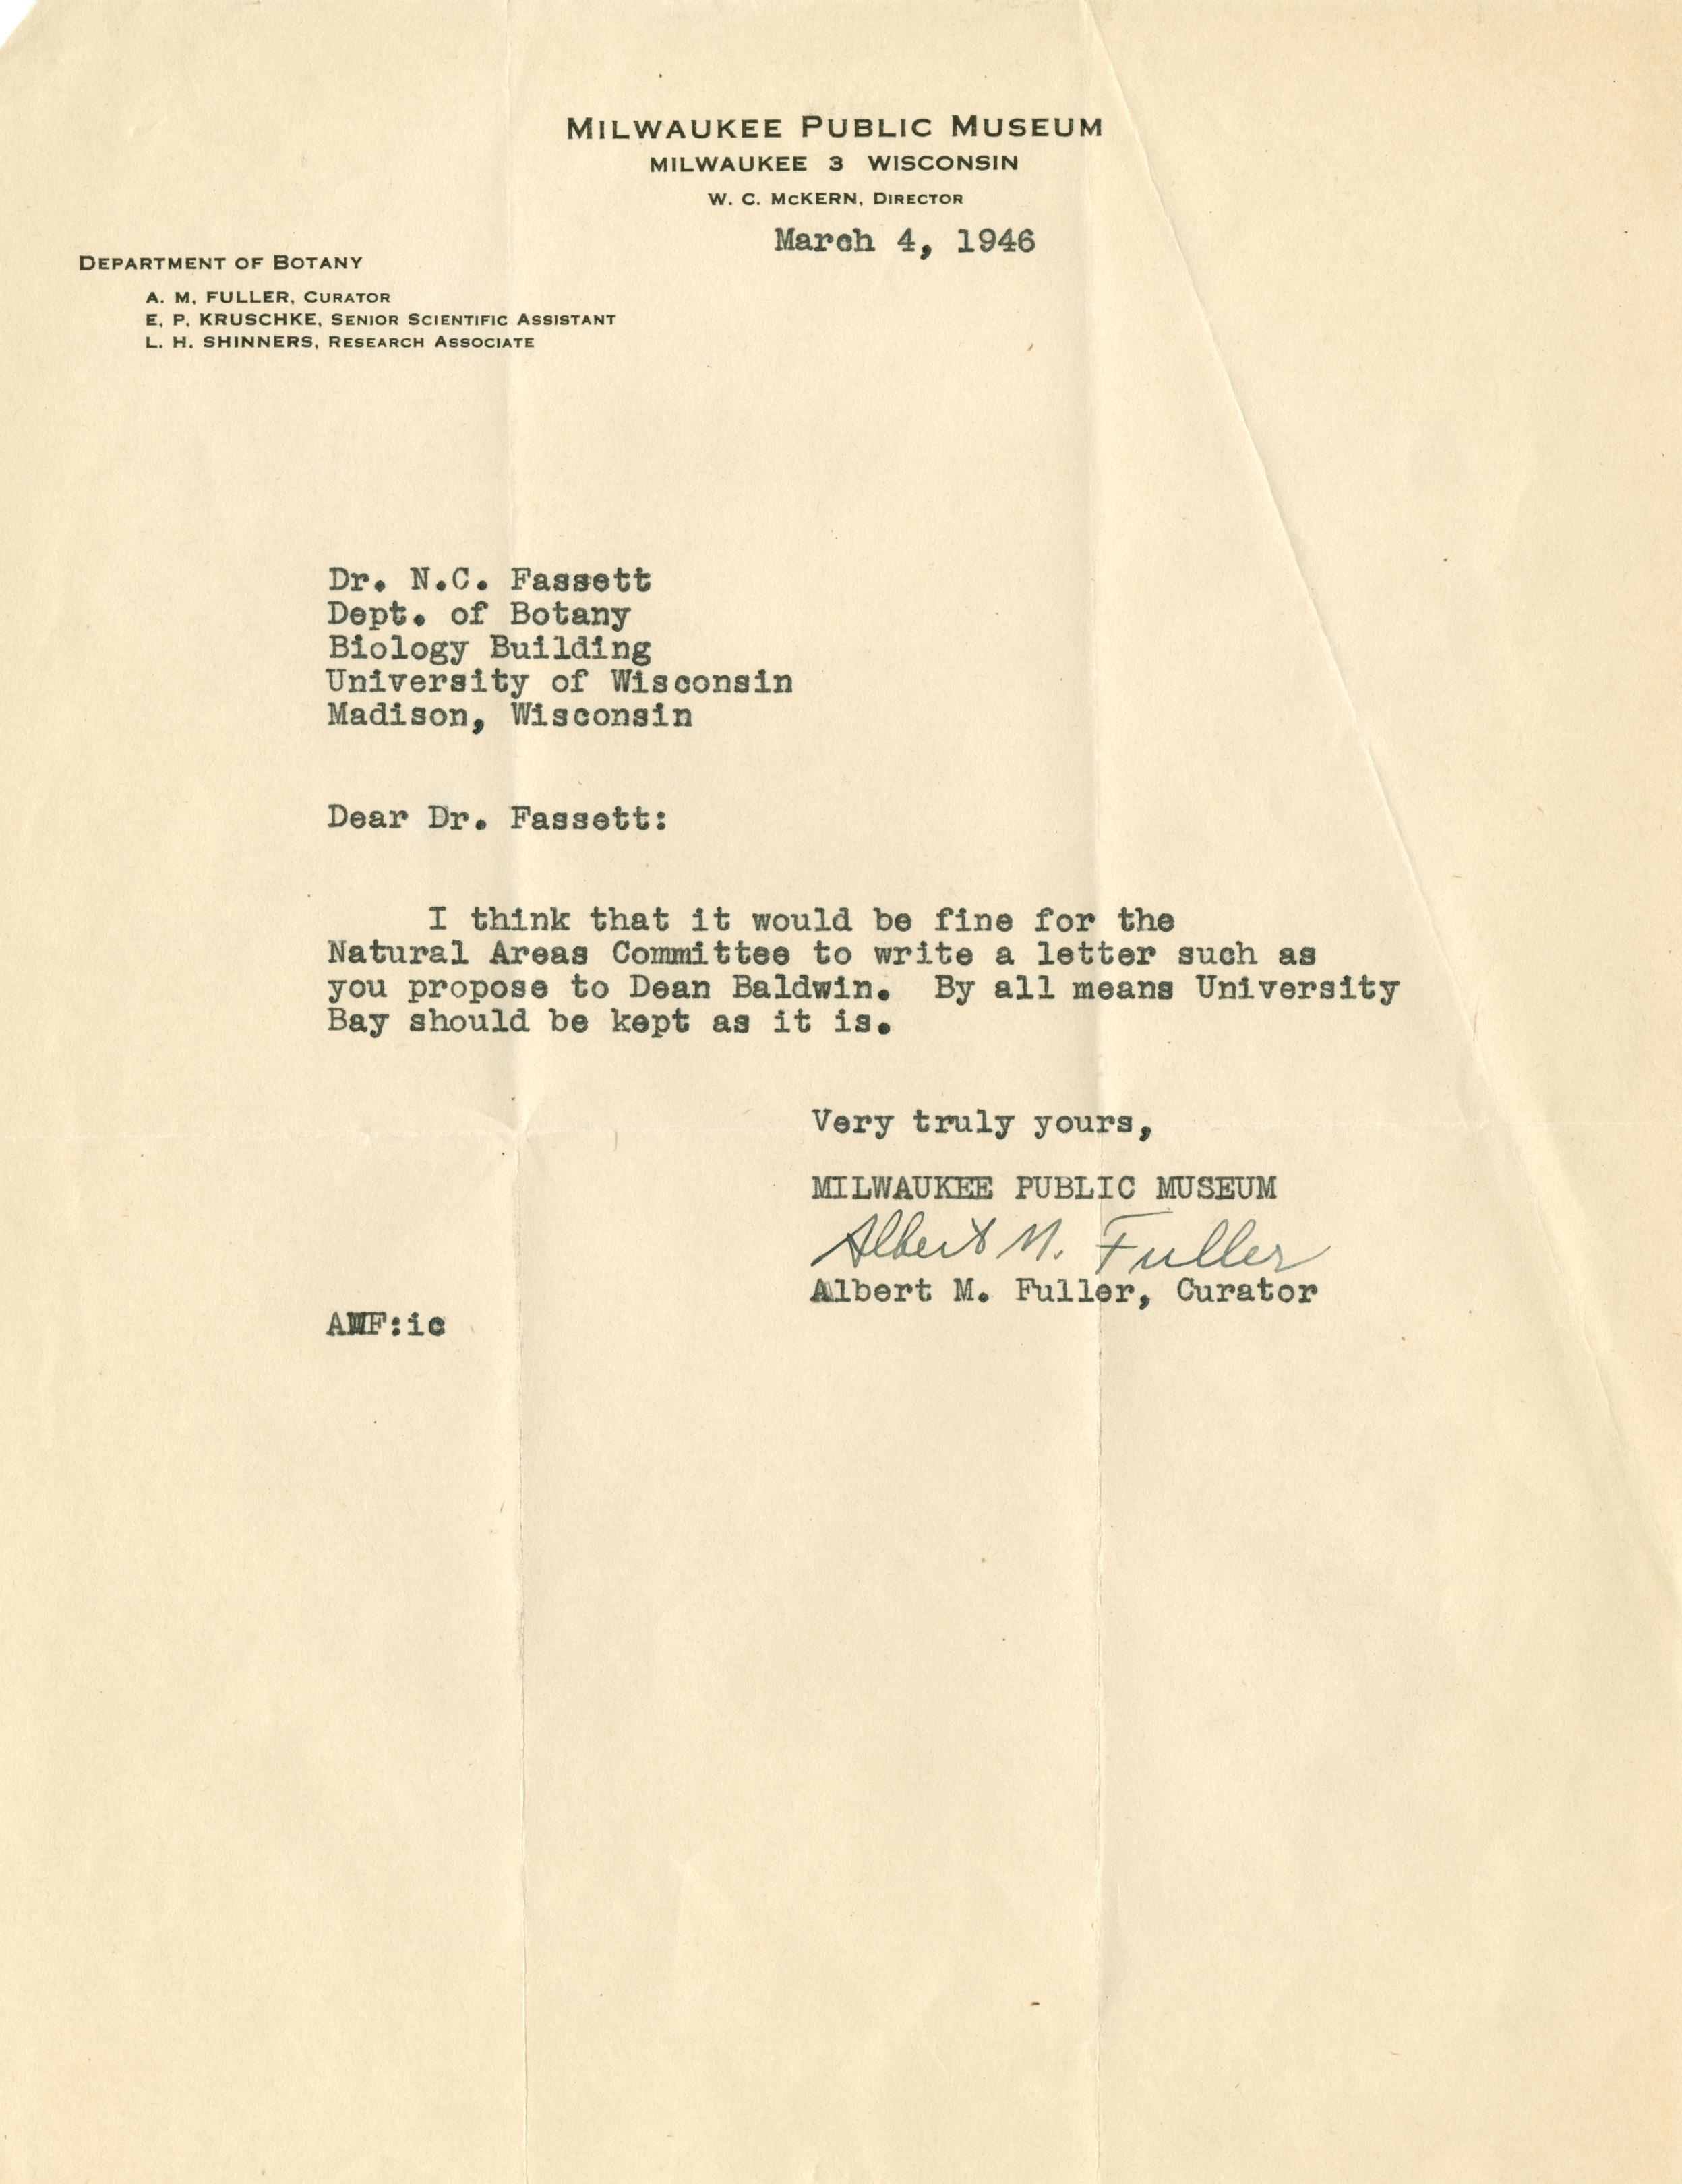 MILWAUKEE PUBLIC MUSEUM
MILWAUKEE 3 WISCONSIN
W. C. MCKERN, DIRECTOR
March 4, 1946
DEPARTMENT OF BOTANY
A. M. FULLER, CURATOR
E. P. KRUSCHKE, SENIOR SCIENTIFIC ASSISTANT
L. H. SHINNERS, RESEARCH ASSOCIATE
Dr. N.C. Fassett
Dept. of Botany
Biology Building
University of Wisconsin
Madison, Wisconsin
Dear Dr. Fassett:
I think that it would be fine for the
Natural Areas Committee to write a letter such as
you propose to Dean Baldwin. By all means University
Bay should be kept as it is.
Very truly yours,
MILWAUKEE PUBLIC MUSEUM
Albert M. Fuller
Albert M. Fuller, Curator
AMF:ic